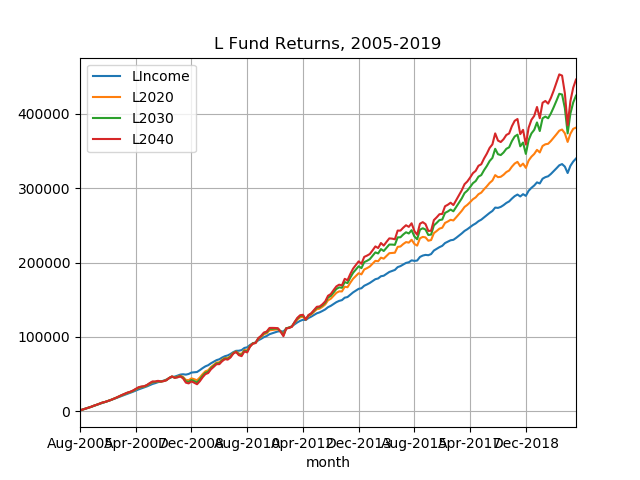 L Fund Returns, 2005-2019
LIncome
L2020
L2030
L2040
400000
300000
200000
100000
0
Aug-2005 Apr-2007 Dec-2008 Aug-2010 Apr-2012 Dec-2013 Aug-2015 Apr-2017 Dec-2018
month